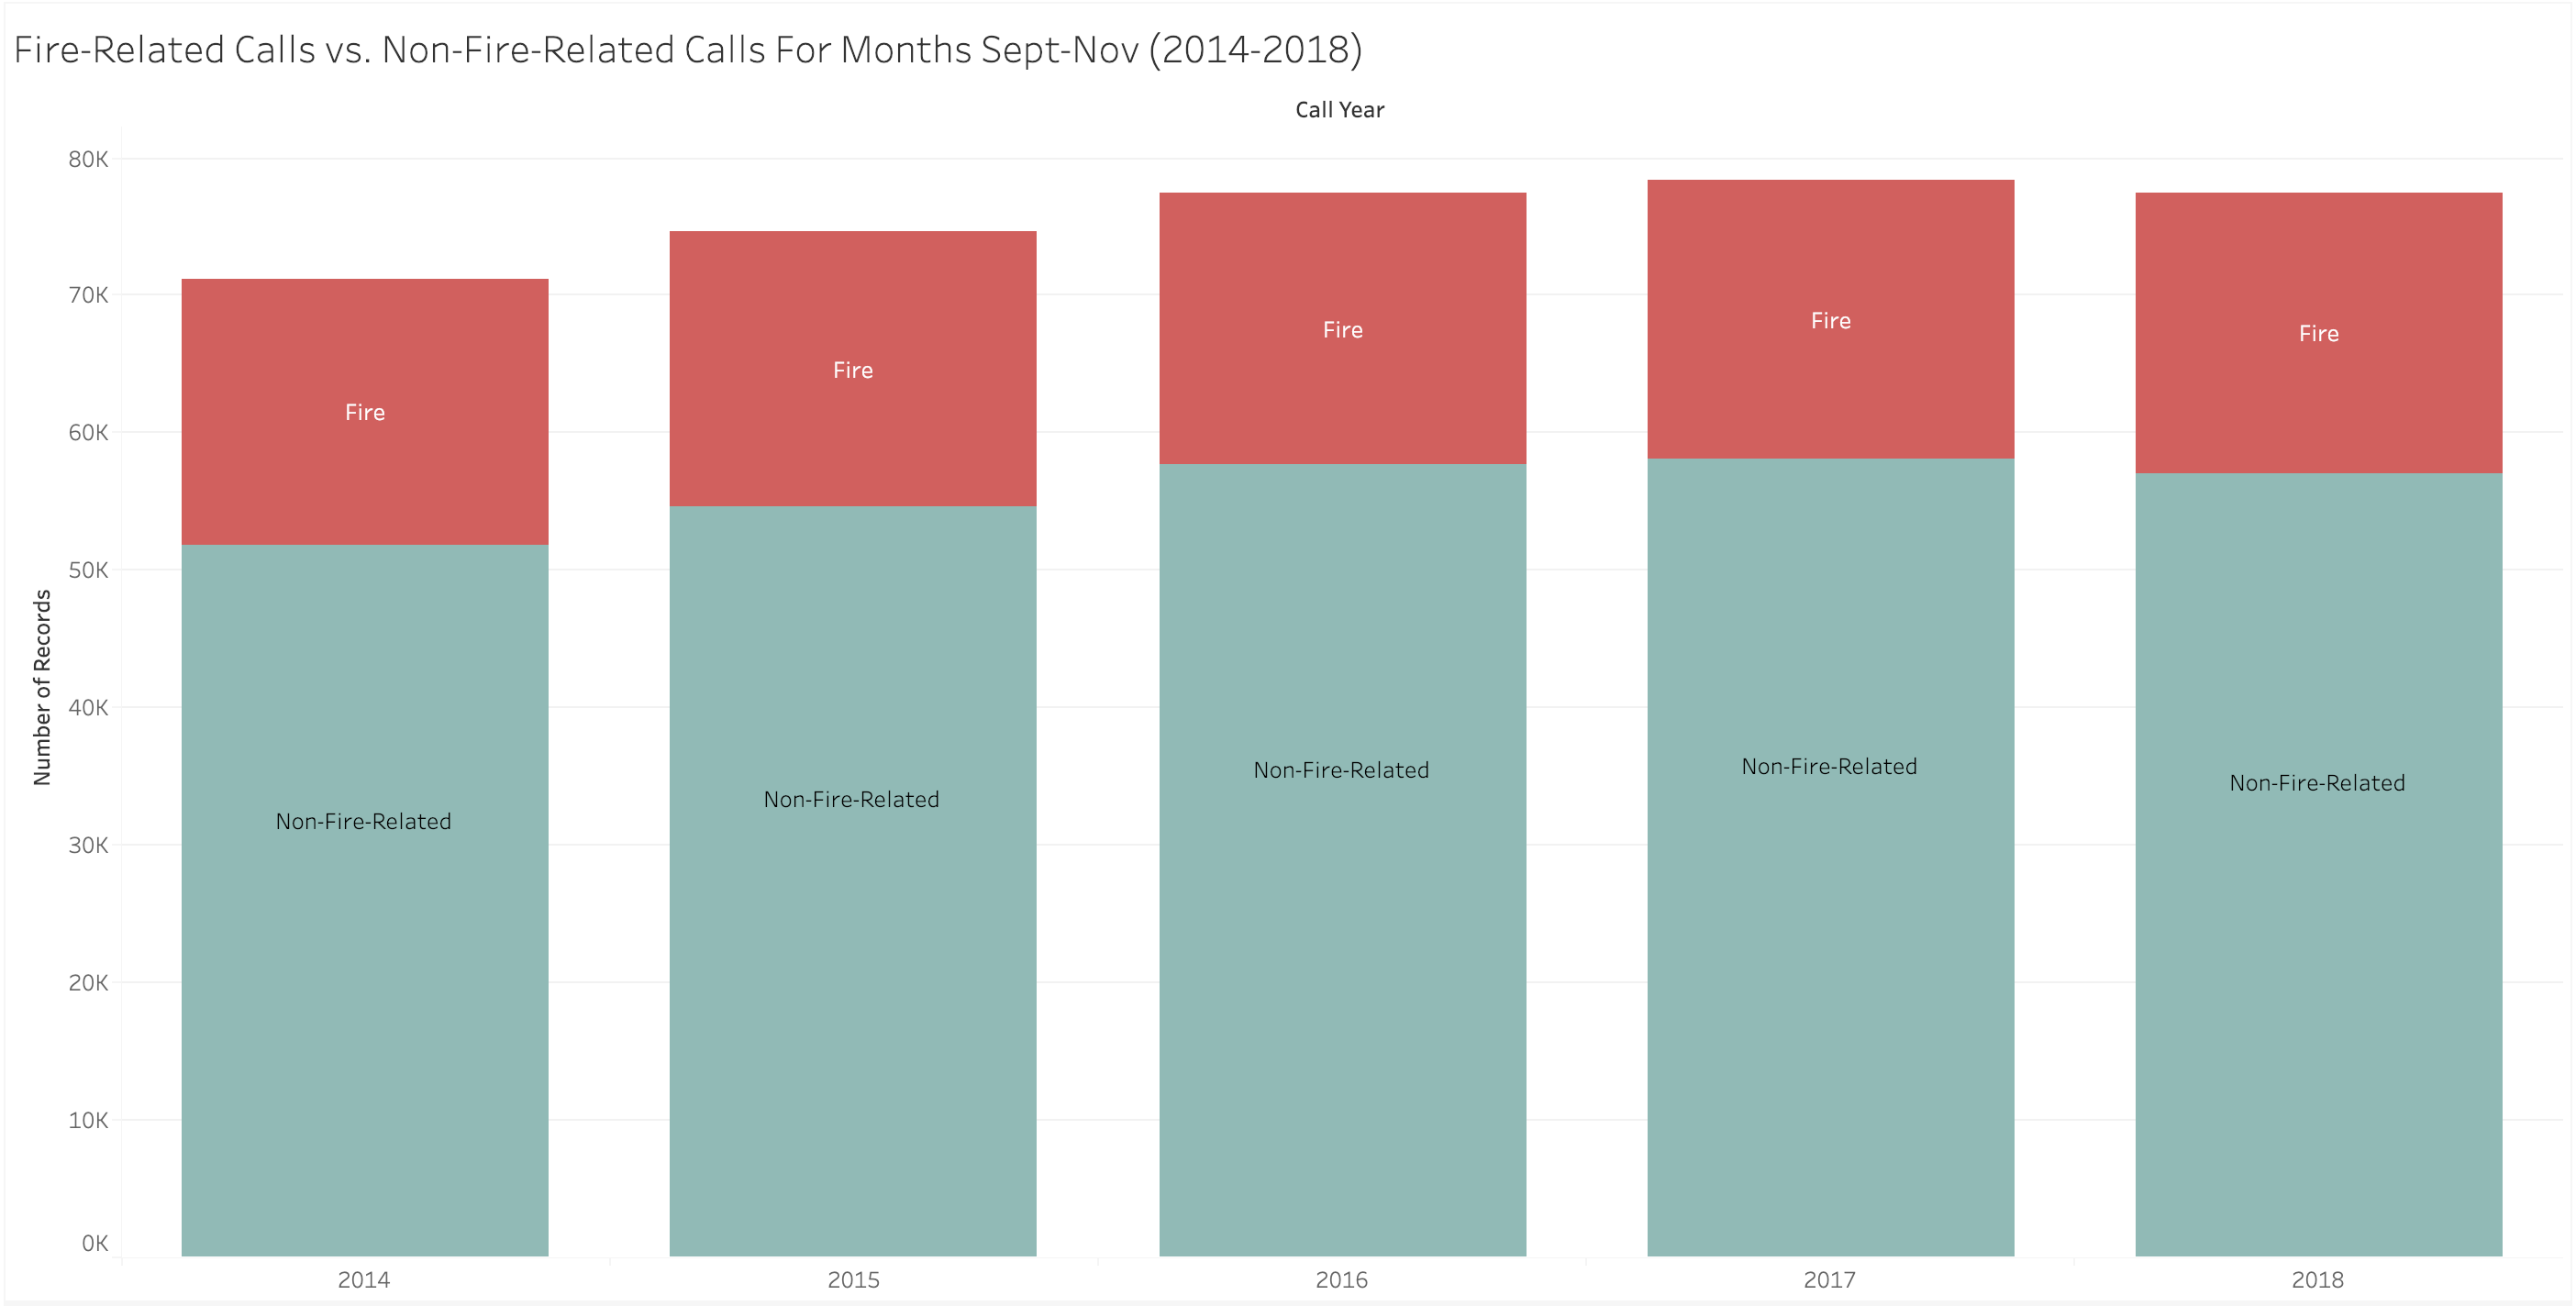 Fire-Related Calls vs. Non-Fire-Related Calls For Months Sept-Nov (2014-2018)
Call Year
Number of Records
80K
70K
60K
50K
40K
30K
20K
10K
0K
Fire
Fire
Fire
Fire
Fire
Non-Fire-Related
Non-Fire-Related
Non-Fire-Related
Non-Fire-Related
Non-Fire-Related
2014
2015
2016
2017
2018